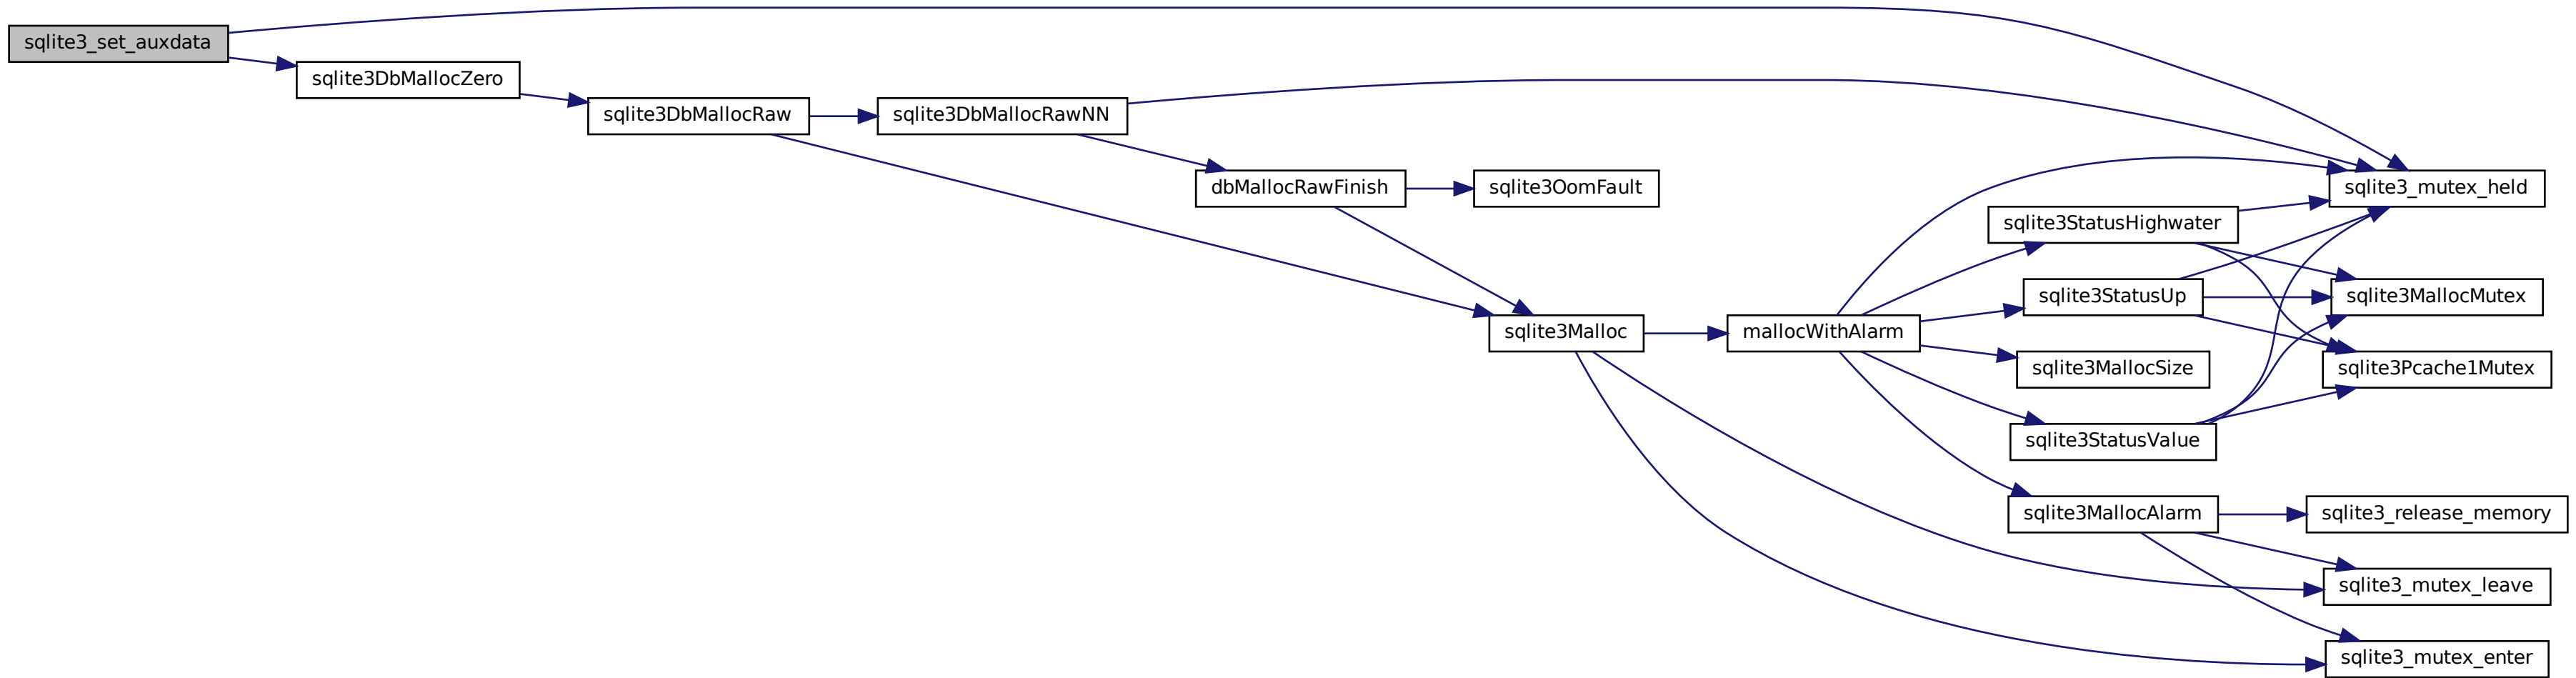 sqlite3_set_auxdata
sqlite3DbMallocZero
sqlite3DbMallocRaw
sqlite3DbMallocRawNN
dbMallocRawFinish
sqlite3OomFault
sqlite3_mutex_held
sqlite3StatusHighwater
sqlite3StatusUp
sqlite3MallocMutex
sqlite3Malloc
mallocWithAlarm
sqlite3MallocSize
sqlite3Pcache1Mutex
sqlite3StatusValue
sqlite3MallocAlarm
sqlite3_release_memory
sqlite3_mutex_leave
sqlite3_mutex_enter